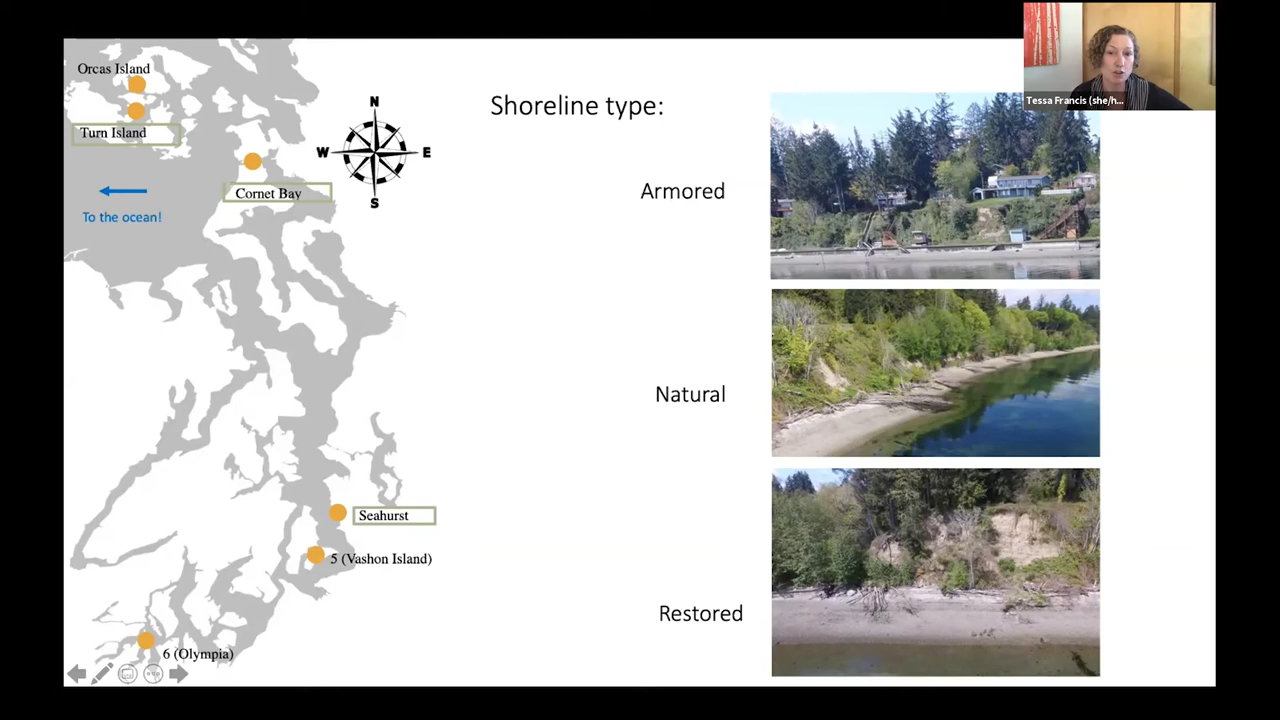 Orcas Island
Turn Island
Cornet Bay
To the ocean!
N
W
E
S
Seahurst
5 (Vashon Island)
6 (Olympia)
Shoreline type:
Armored
Natural
Restored
Tessa Francis (she/h...